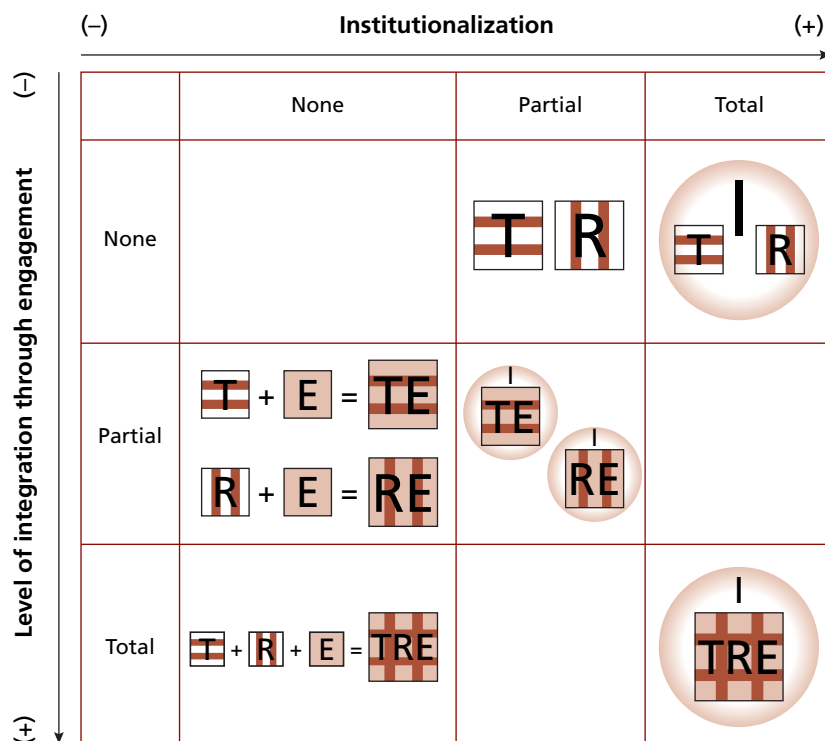 (–) Institutionalization (+)
(–)
Level of integration through engagement
(+)
None Partial Total
None
T R
I
T R
Partial
T + E = TE
R + E = RE
I
TE
I
RE
Total
T + R + E = TRE
I
TRE